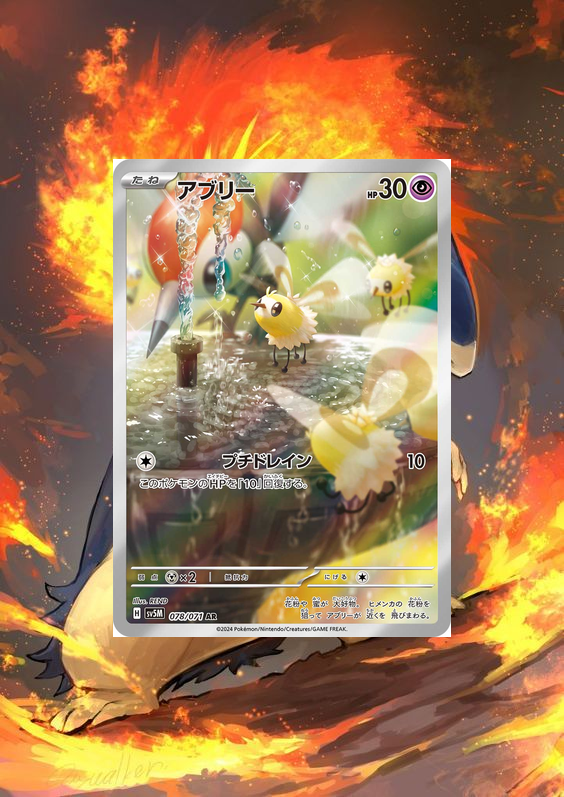 たね アブリー HP30
プチドレイン 10
このポケモンのHPを「10」回復する。
弱点 ×2 抵抗力 にげる
Illus. REND
H sv5M 078/071 AR
花粉や 蜜が 大好物。 ヒメンカの 花粉を
狙って アブリーが 近くを 飛びまわる。
©2024 Pokémon/Nintendo/Creatures/GAME FREAK.